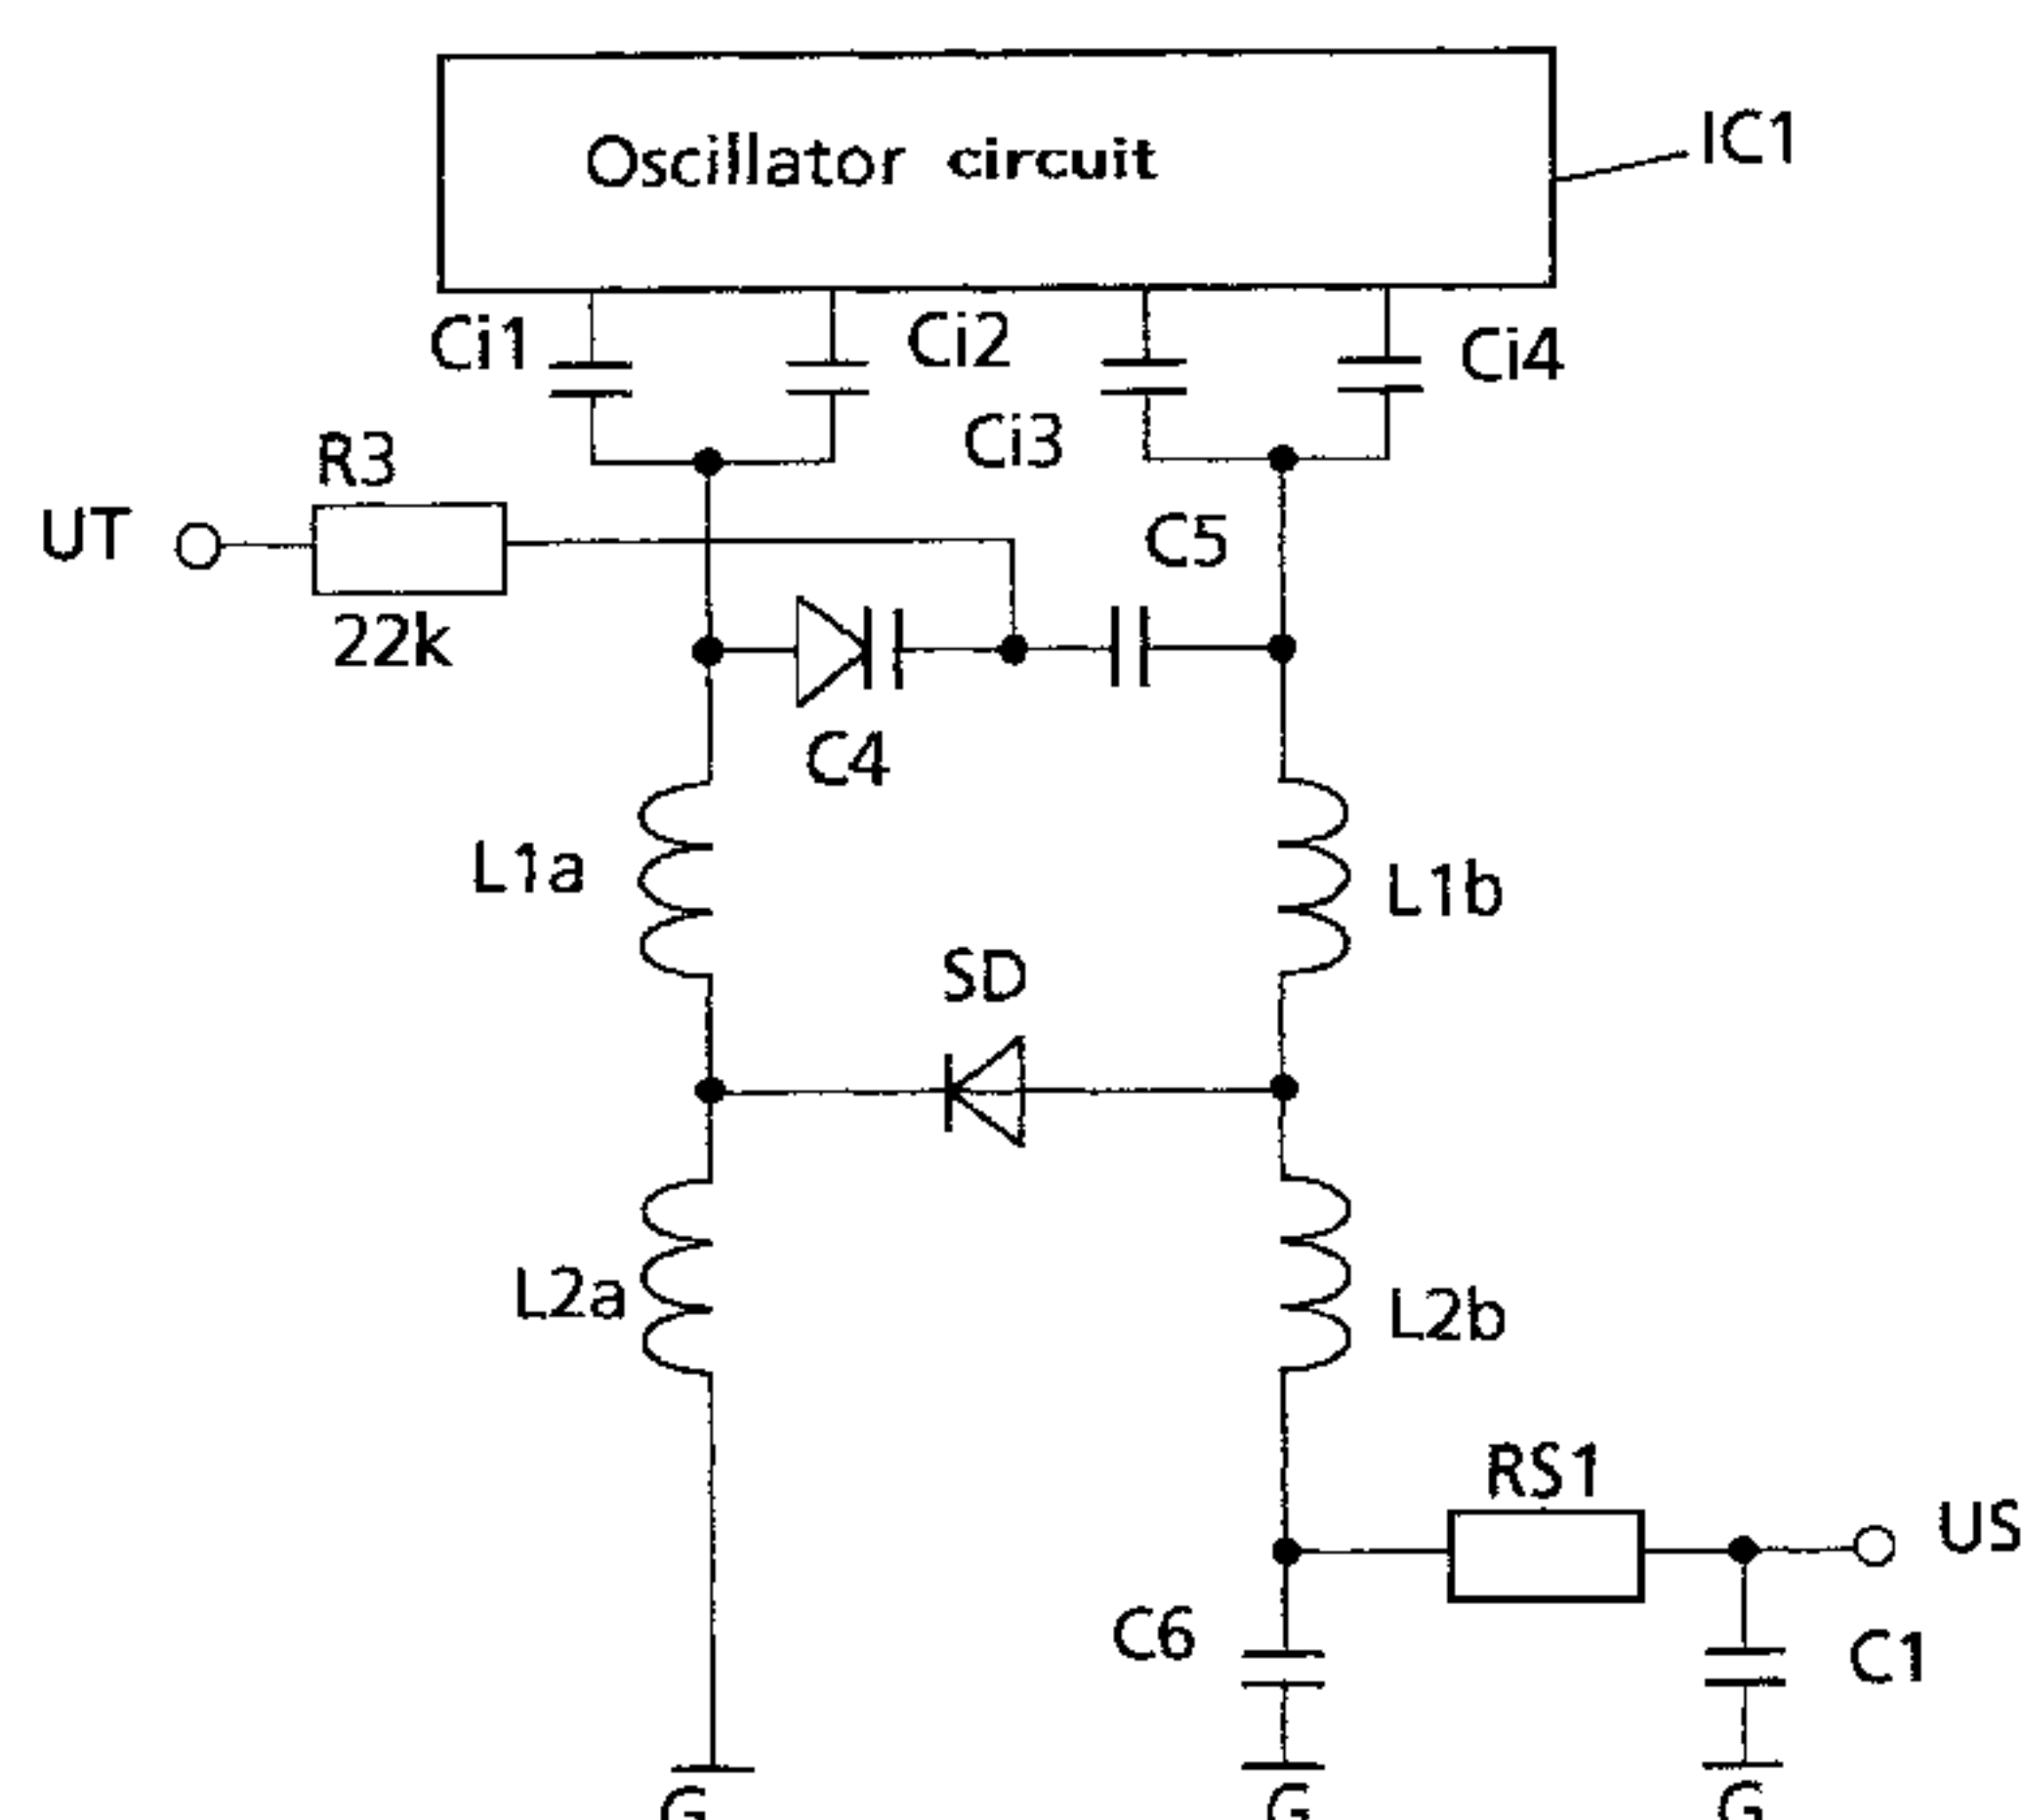 Oscillator circuit
IC1
Ci1
Ci2
Ci3
Ci4
R3
UT
22k
C5
C4
L1a
L1b
SD
L2a
L2b
RS1
US
C6
C1
G
G
G